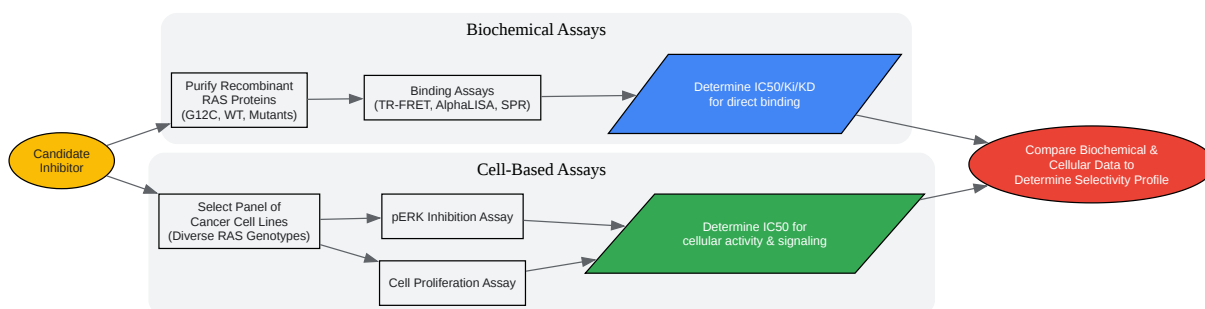 Biochemical Assays
Purify Recombinant
RAS Proteins
(G12C, WT, Mutants)
Binding Assays
(TR-FRET, AlphaLISA, SPR)
Determine IC50/Ki/KD
for direct binding
Candidate
Inhibitor
Compare Biochemical &
Cellular Data to
Determine Selectivity Profile
Cell-Based Assays
Select Panel of
Cancer Cell Lines
(Diverse RAS Genotypes)
pERK Inhibition Assay
Cell Proliferation Assay
Determine IC50 for
cellular activity & signaling